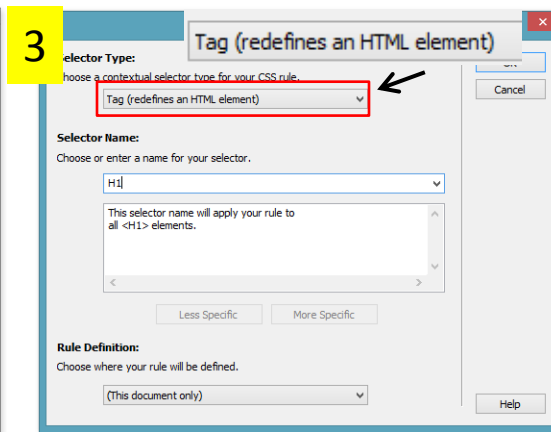 3
Tag (redefines an HTML element)
Selector Type:
Choose a contextual selector type for your CSS rule.
Tag (redefines an HTML element)
Cancel
Selector Name:
Choose or enter a name for your selector.
H1
This selector name will apply your rule to
all <H1> elements.
Less Specific
More Specific
Rule Definition:
Choose where your rule will be defined.
(This document only)
Help